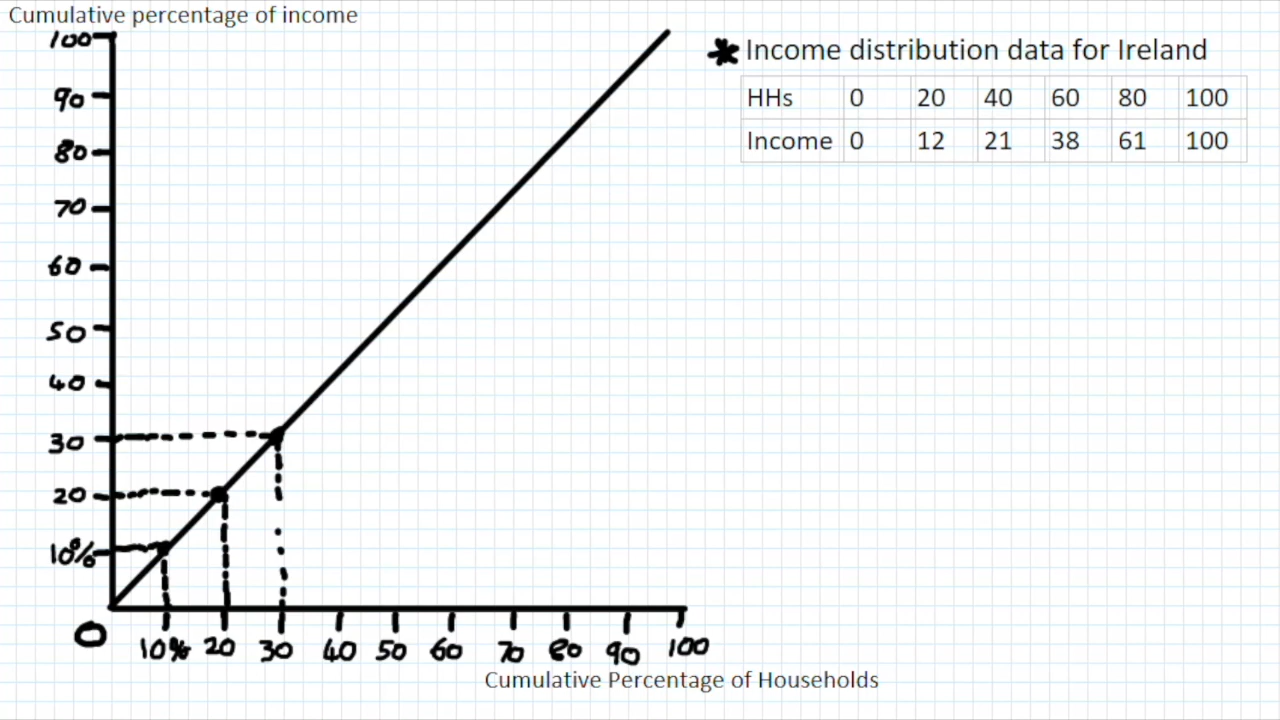 Cumulative percentage of income
100
90
80
70
60
50
40
30
20
10%
0
10% 20 30 40 50 60 70 80 90 100
Cumulative Percentage of Households
* Income distribution data for Ireland
HHs 0 20 40 60 80 100
Income 0 12 21 38 61 100